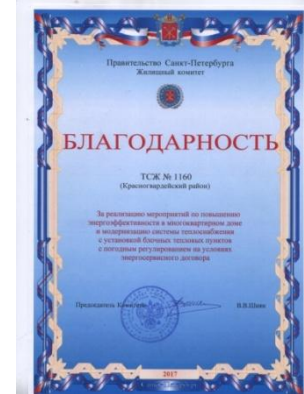 Правительство Санкт-Петербурга
Жилищный комитет
БЛАГОДАРНОСТЬ
ТСЖ № 1160
(Красногвардейский район)
За реализацию мероприятий по повышению
энергоэффективности в многоквартирном доме
и модернизацию системы теплоснабжения
с установкой блочных тепловых пунктов
с погодным регулированием на условиях
энергосервисного договора
Председатель Комитета
В.В.Шиян
2017